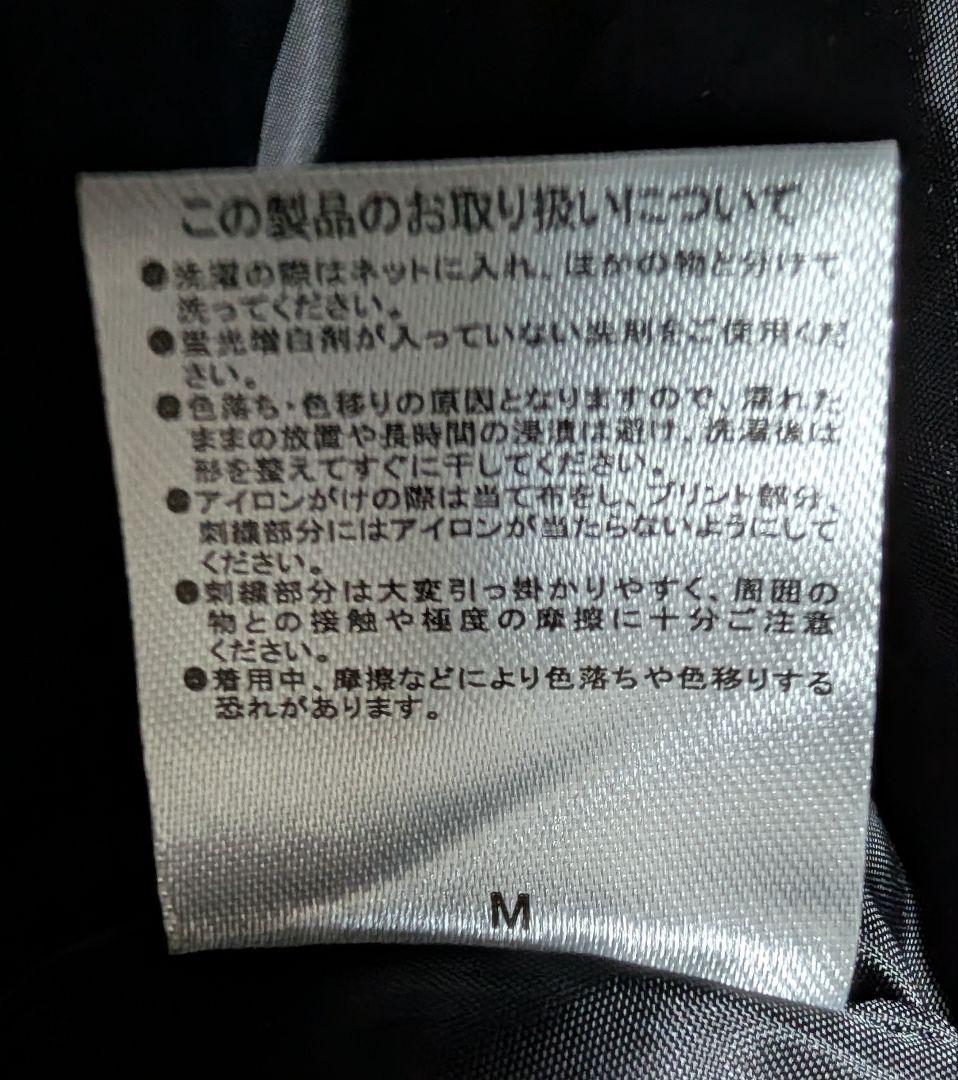 この製品のお取り扱いについて
●洗濯の際はネットに入れ、ほかの物と分けて
洗ってください。
●蛍光増白剤が入っていない洗剤をご使用くだ
さい。
●色落ち・色移りの原因となりますので、濡れた
ままの放置や長時間の浸漬は避け、洗濯後は
形を整えてすぐに干してください。
●アイロンがけの際は当て布をし、プリント部分、
刺繍部分にはアイロンが当たらないようにして
ください。
●刺繍部分は大変引っ掛かりやすく、周囲の
物との接触や極度の摩擦に十分ご注意
ください。
●着用中、摩擦などにより色落ちや色移りする
恐れがあります。
M